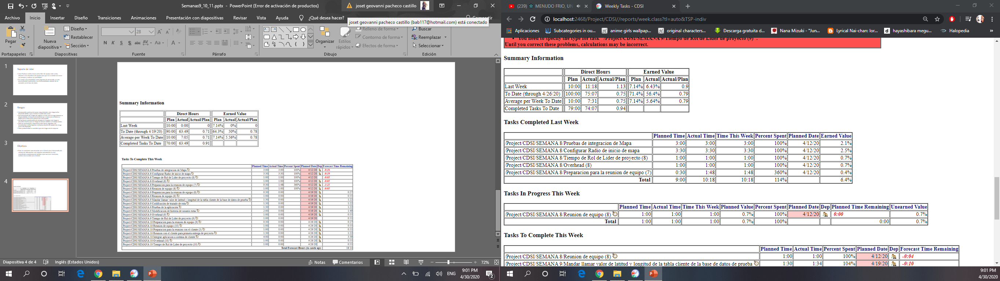 Semanas9_10_11.pptx - PowerPoint (Error de activación de productos)
joset geovanni pacheco castillo
Archivo Inicio Insertar Diseño Transiciones Animaciones Presentación con diapositivas Revisar Vista Ayuda ¿Qué desea hacer? Compartir
joset geovanni pacheco castillo (bab117@hotmail.com) está conectado
Pegar
Nueva diapositiva
Diseño
Restablecer
Sección
28
Organizar
Estilos rápidos
Relleno de forma
Contorno de forma
Efectos de forma
Buscar
Reemplazar
Seleccionar
Portapapeles Diapositivas Fuente Párrafo Dibujo Edición
1
Reporte de Líder
2
Riesgos
3
Objetivos
4
Summary Information
Direct Hours Earned Value
Plan Actual Actual/Plan Plan Actual Actual/Plan
Last Week 10:00 0:00 0 7.14% 0% 0
To Date (through 4/19/20) 90:00 63:49 0.71 64.3% 50% 0.78
Average per Week To Date 10:00 7:05 0.71 7.14% 5.56% 0.78
Completed Tasks To Date 70:00 63:49 0.91
Tasks To Complete This Week
Planned Time Actual Time Percent Spent Planned Date Dep Forecast Time Remaining
Project CDSI SEMANA 8 Pruebas de integracion de Mapa 3:00 3:00 100% 4/12/20 -0:16
Project CDSI SEMANA 8 Configurar Radio de inicio de mapa 3:30 3:30 100% 4/12/20 -0:19
Project CDSI SEMANA 8 Tiempo de Rol de Lider de proyecto (8) 1:00 1:00 100% 4/12/20 -0:05
Project CDSI SEMANA 8 Overhead (8) 1:00 1:00 100% 4/12/20 -0:05
Project CDSI SEMANA 8 Preparacion para la reunion de equipo (7) 0:30 1:48 360% 4/12/20 -1:21
Project CDSI SEMANA 8 Reunion de equipo (8) 1:00 1:00 100% 4/12/20 -0:05
Project CDSI SEMANA 9 Preparacion para la reunion de equipo (8) 0:30 0:00 4/19/20 0:27
Project CDSI SEMANA 9 Reunion de equipo (9) 1:00 0:00 4/19/20 0:55
Project CDSI SEMANA 9 Mandar llamar valor de latitud y longitud de la tabla cliente de la base de datos de prueba 1:30 0:00 4/19/20 1:22
Project CDSI SEMANA 9 Codificación de trazado de ruta 1:30 0:00 4/19/20 1:22
Project CDSI SEMANA 9 Pruebas de la aplicación 1:30 0:00 4/19/20 1:22
Project CDSI SEMANA 9 Modificacion de historia de usuario rutas 2:00 0:00 4/19/20 1:49
Project CDSI SEMANA 9 Overhead (9) 1:00 0:00 4/19/20 0:55
Project CDSI SEMANA 9 Tiempo de Rol de Lider de proyecto (9) 1:00 0:00 4/19/20 0:55
Project CDSI SEMANA 10 Preparacion para la reunion de equipo (9) 0:30 0:00 4/26/20 0:27
Project CDSI SEMANA 10 Reunion de equipo (10) 1:00 0:00 4/26/20 0:55
Project CDSI SEMANA 10 Preparacion para la reunion con el cliente (3) 1:00 0:00 4/26/20 0:55
Project CDSI SEMANA 10 Reunion con el cliente para primera entrega de proyecto 1:30 0:00 4/26/20 1:22
Project CDSI SEMANA 10 Integrar aplicacion a sistema de cliente 4:00 0:00 4/26/20 3:39
Project CDSI SEMANA 10 Overhead (10) 1:00 0:00 4/26/20 0:55
Project CDSI SEMANA 10 Tiempo de Rol de Lider de proyecto (10) 1:00 0:00 4/26/20 0:55
Total Forecast Hours (to catch up): 18:14
Diapositiva 4 de 4 Inglés (Estados Unidos) Notas Comentarios 72%
ENG 9:01 PM
4/30/2020
2
(239) MENUDO FRIO, UN
Weekly Tasks - CDSI
localhost:2468/Project/CDSI//reports/week.class?tl=auto&TSP-indiv
Aplicaciones Subcategories in ou... anime girls wallpap... original characters... Descarga gratuita d... Nana Mizuki - "Jun... Lyrical Nai-chan: lor... hayashibara megu... Halopedia »
You need to specify the type for task "/Project/CDSI/SEMANA 9/Tiempo de Rol de Lider de proyecto (9)".
Until you correct these problems, calculations may be incorrect.
Summary Information
Direct Hours Earned Value
Plan Actual Actual/Plan Plan Actual Actual/Plan
Last Week 10:00 11:18 1.13 7.14% 6.43% 0.9
To Date (through 4/26/20) 100:00 75:07 0.75 71.4% 56.4% 0.79
Average per Week To Date 10:00 7:31 0.75 7.14% 5.64% 0.79
Completed Tasks To Date 79:00 74:07 0.94
Tasks Completed Last Week
Planned Time Actual Time Time This Week Percent Spent Planned Date Earned Value
/Project/CDSI/SEMANA 8/Pruebas de integracion de Mapa 3:00 3:00 3:00 100% 4/12/20 2.1%
/Project/CDSI/SEMANA 8/Configurar Radio de inicio de mapa 3:30 3:30 3:30 100% 4/12/20 2.5%
/Project/CDSI/SEMANA 8/Tiempo de Rol de Lider de proyecto (8) 1:00 1:00 1:00 100% 4/12/20 0.7%
/Project/CDSI/SEMANA 8/Overhead (8) 1:00 1:00 1:00 100% 4/12/20 0.7%
/Project/CDSI/SEMANA 8/Preparacion para la reunion de equipo (7) 0:30 1:48 1:48 360% 4/12/20 0.4%
Total 9:00 10:18 10:18 114% 6.4%
Tasks In Progress This Week
Planned Time Actual Time Time This Week Planned Value Percent Spent Planned Date Dep Planned Time Remaining Unearned Value
/Project/CDSI/SEMANA 8/Reunion de equipo (8) 1:00 1:00 1:00 0.7% 100% 4/12/20 0:00 0.7%
Total 1:00 1:00 1:00 0.7% 100% 0:00 0.7%
Tasks To Complete This Week
Planned Time Actual Time Percent Spent Planned Date Dep Forecast Time Remaining
/Project/CDSI/SEMANA 8/Reunion de equipo (8) 1:00 1:00 100% 4/12/20 -0:04
/Project/CDSI/SEMANA 9/Mandar llamar valor de latitud y longitud de la tabla cliente de la base de datos de prueba 1:30 1:34 104% 4/19/20 -0:10
9:01 PM
4/30/2020